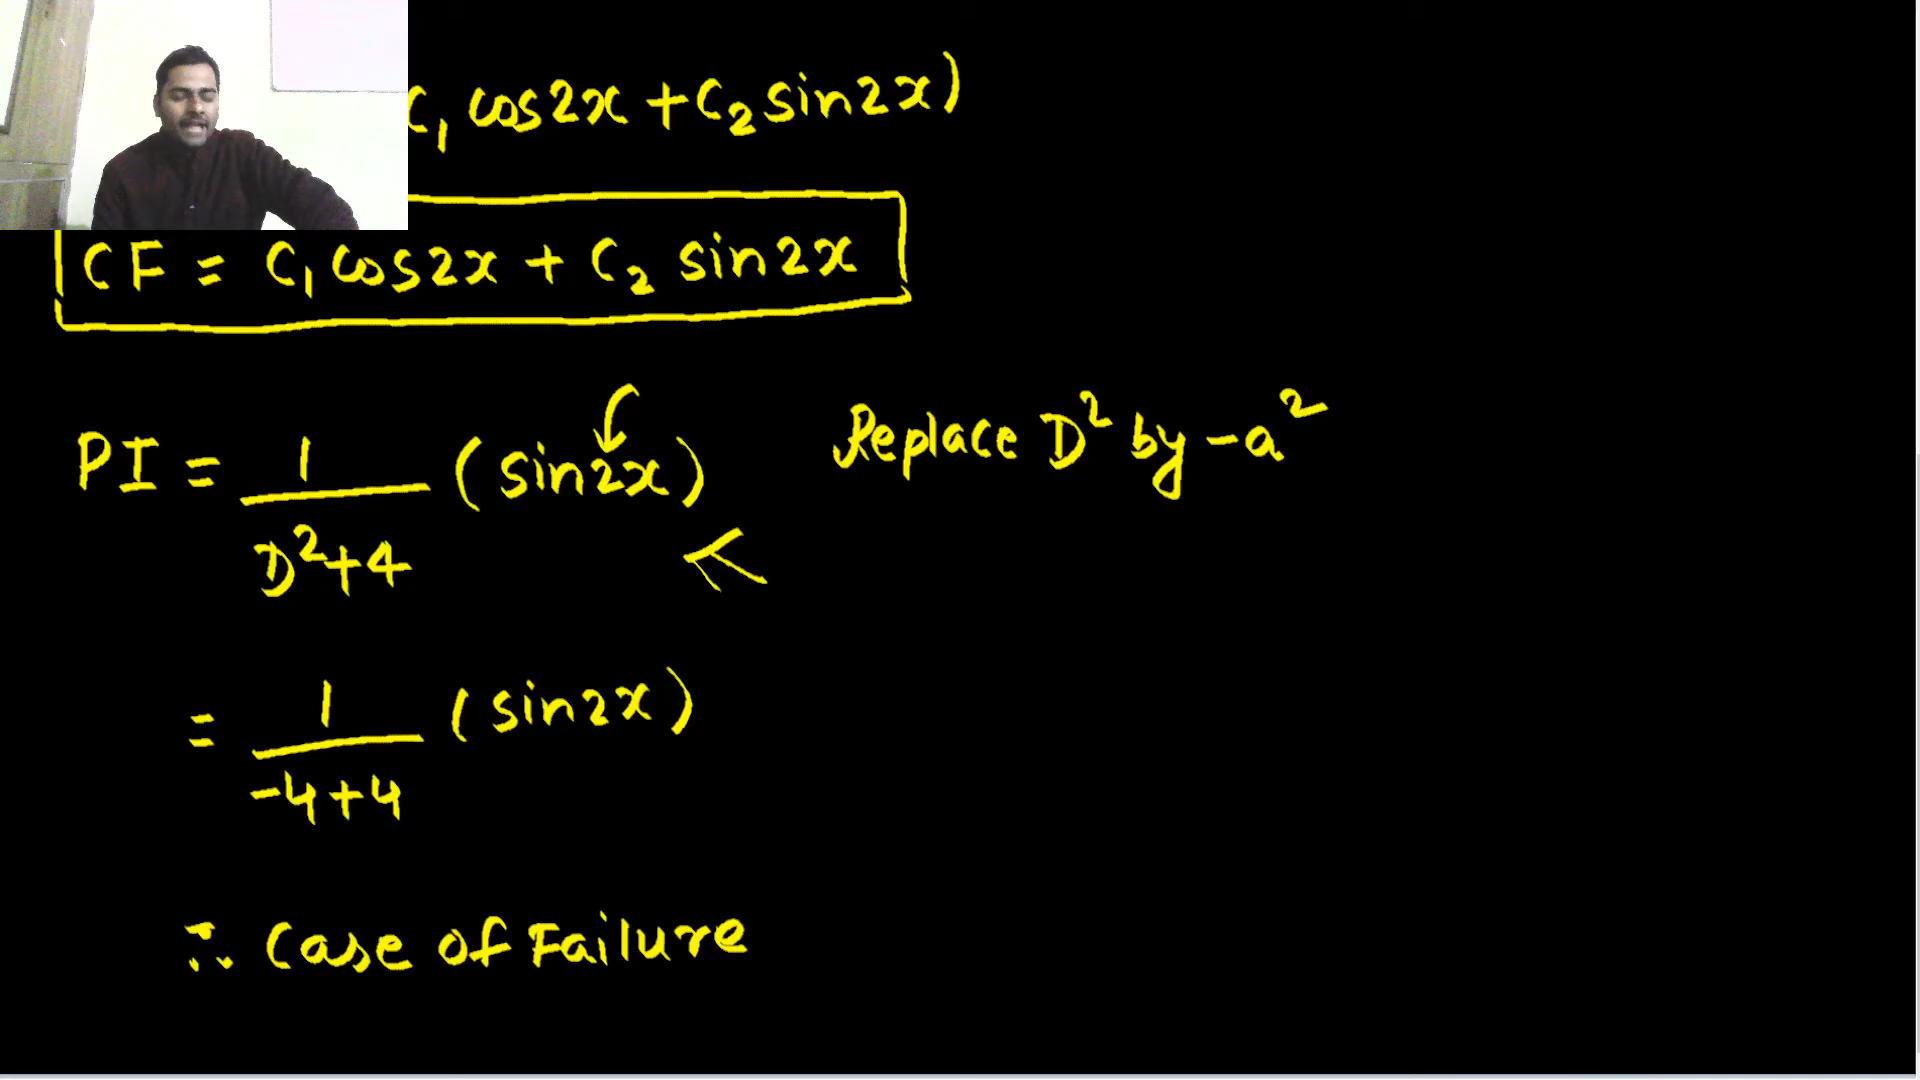 C₁ cos2x + C₂ sin2x)
CF = C₁ cos2x + C₂ sin2x
PI = 1/(D²+4) (sin2x) Replace D² by -a²
= 1/(-4+4) (sin2x)
∴ Case of Failure